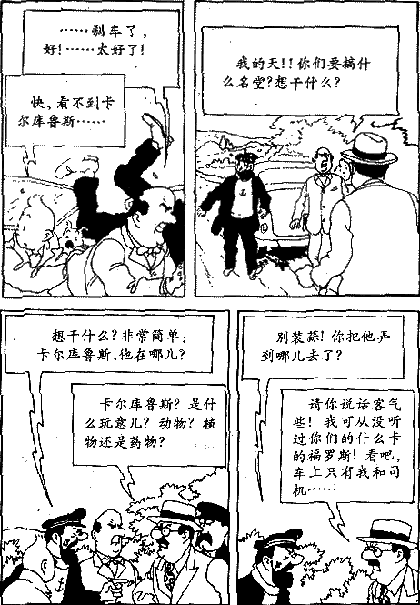 ……刹车了，
好！……太好了！
快，看不到卡
尔库鲁斯……
我的天！！你们要搞什
么名堂？想干什么？
想干什么？非常简单，
卡尔库鲁斯，他在哪儿？
卡尔库鲁斯？是什
么玩意儿？动物？植
物还是药物？
别装蒜！你把他弄
到哪儿去了？
请你说话客气
些！我可从没听
过你们的什么卡
的福罗斯！看吧，
车上只有我和司
机……